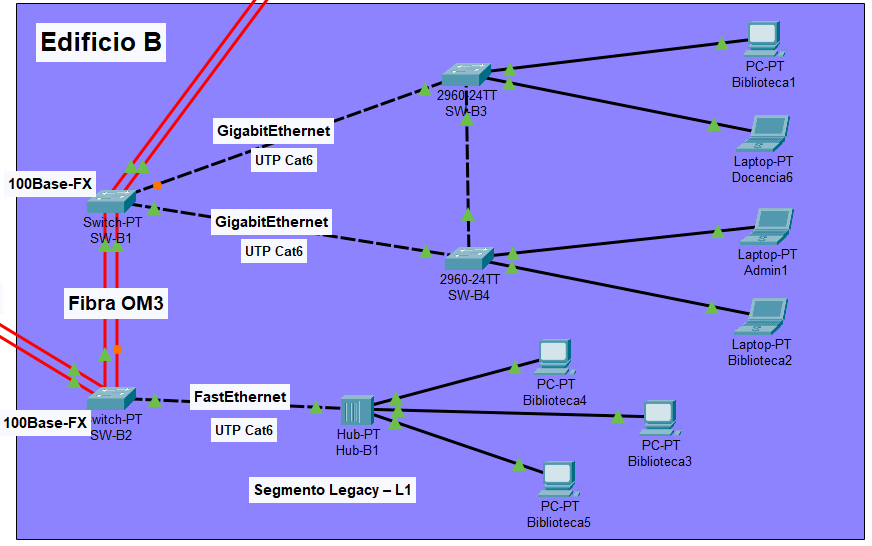 Edificio B
PC-PT
Biblioteca1
2960-24TT
SW-B3
GigabitEthernet
UTP Cat6
Laptop-PT
Docencia6
100Base-FX
Switch-PT
SW-B1
GigabitEthernet
UTP Cat6
Laptop-PT
Admin1
2960-24TT
SW-B4
Fibra OM3
Laptop-PT
Biblioteca2
FastEthernet
UTP Cat6
PC-PT
Biblioteca4
100Base-FX
witch-PT
SW-B2
Hub-PT
Hub-B1
PC-PT
Biblioteca3
Segmento Legacy – L1
PC-PT
Biblioteca5